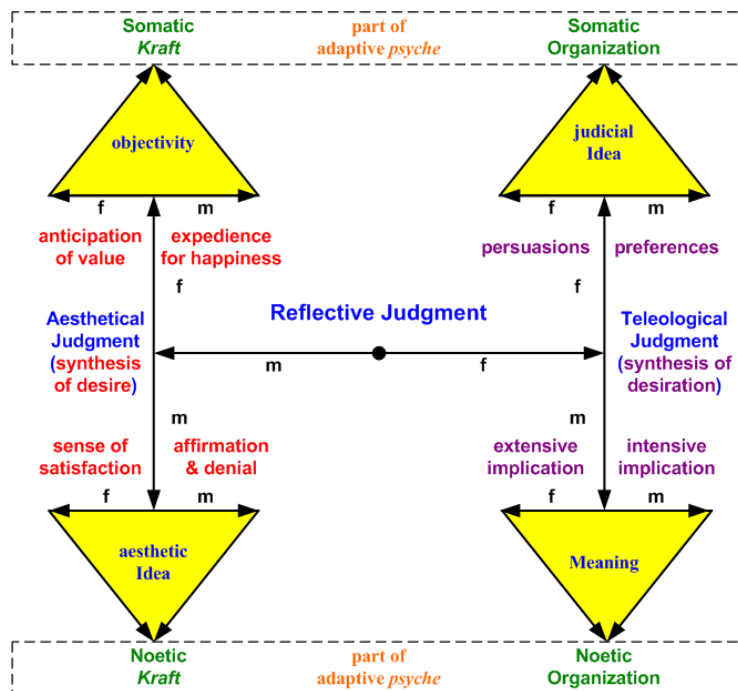 Somatic
Kraft
part of
adaptive psyche
Somatic
Organization
objectivity
judicial
Idea
f
m
f
m
anticipation
of value
expedience
for happiness
persuasions
preferences
f
f
Reflective Judgment
Aesthetical
Judgment
(synthesis
of desire)
Teleological
Judgment
(synthesis of
desiration)
m
f
m
m
sense of
satisfaction
affirmation
& denial
extensive
implication
intensive
implication
f
m
f
m
aesthetic
Idea
Meaning
Noetic
Kraft
part of
adaptive psyche
Noetic
Organization